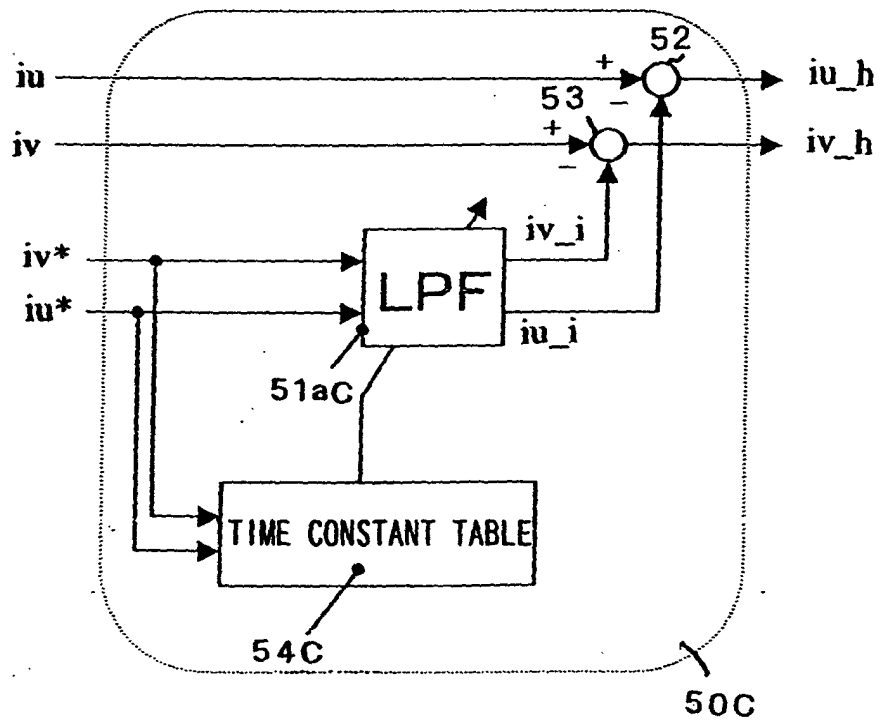 52
iu + iu_h
−
53
iv + iv_h
−
iv* iv_i
LPF
iu* iu_i
51aC
TIME CONSTANT TABLE
54C
50C